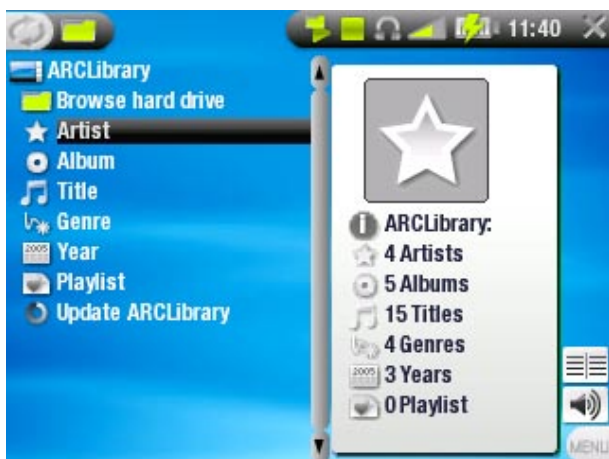 11:40
ARCLibrary
Browse hard drive
Artist
Album
Title
Genre
2005 Year
Playlist
Update ARCLibrary
ARCLibrary:
4 Artists
5 Albums
15 Titles
4 Genres
2005 3 Years
0 Playlist
MENU